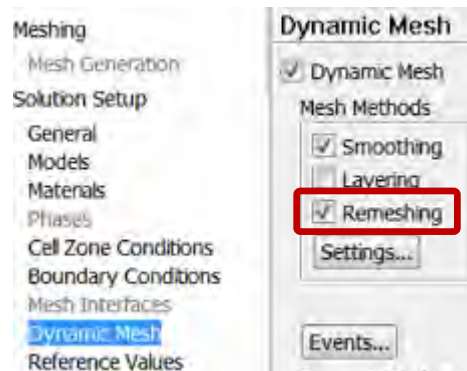 Meshing
Mesh Generation
Solution Setup
General
Models
Materials
Phases
Cell Zone Conditions
Boundary Conditions
Mesh Interfaces
Dynamic Mesh
Reference Values
Dynamic Mesh
Dynamic Mesh
Mesh Methods
Smoothing
Layering
Remeshing
Settings...
Events...